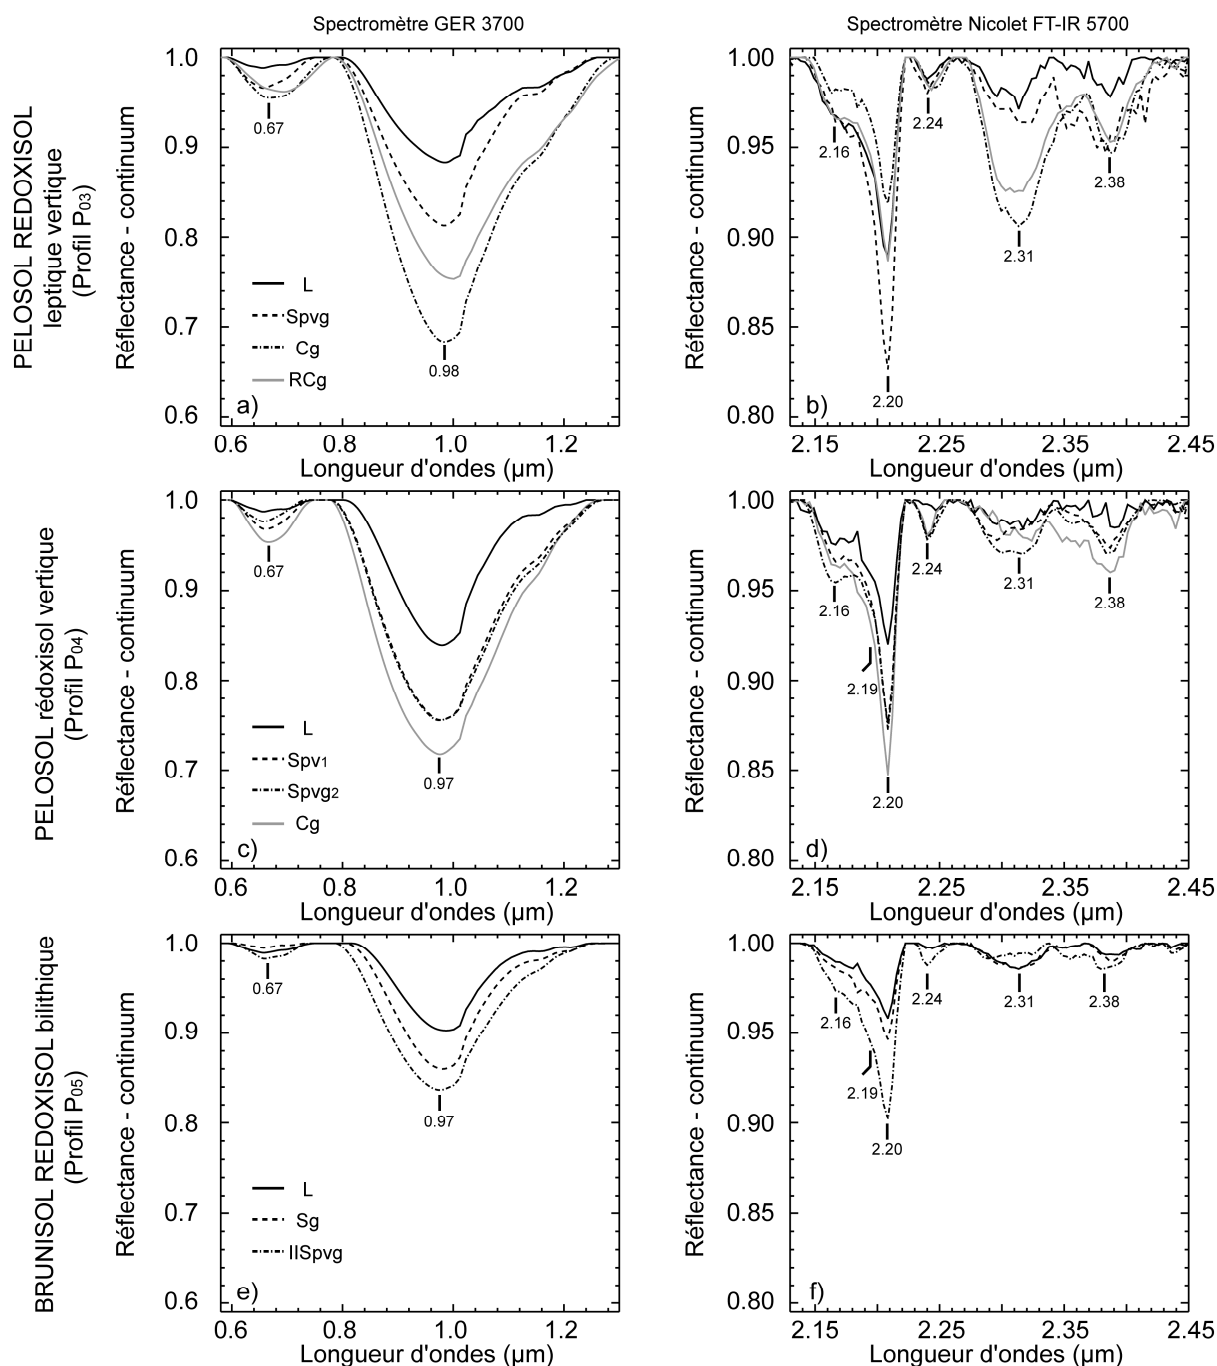 Spectromètre GER 3700
Spectromètre Nicolet FT-IR 5700
PELOSOL REDOXISOL
leptique vertique
(Profil P03)
Réflectance - continuum
1.0
0.9
0.8
0.7
0.6
0.67
0.98
L
Spvg
Cg
RCg
a)
0.6
0.8
1.0
1.2
Longueur d'ondes (µm)
Réflectance - continuum
1.00
0.95
0.90
0.85
0.80
2.16
2.24
2.31
2.38
2.20
b)
2.15
2.25
2.35
2.45
Longueur d'ondes (µm)
PELOSOL rédoxisol vertique
(Profil P04)
Réflectance - continuum
1.0
0.9
0.8
0.7
0.6
0.67
0.97
L
Spv1
Spvg2
Cg
c)
0.6
0.8
1.0
1.2
Longueur d'ondes (µm)
Réflectance - continuum
1.00
0.95
0.90
0.85
0.80
2.16
2.19
2.20
2.24
2.31
2.38
d)
2.15
2.25
2.35
2.45
Longueur d'ondes (µm)
BRUNISOL REDOXISOL bilithique
(Profil P05)
Réflectance - continuum
1.0
0.9
0.8
0.7
0.6
0.67
0.97
L
Sg
IISpvg
e)
0.6
0.8
1.0
1.2
Longueur d'ondes (µm)
Réflectance - continuum
1.00
0.95
0.90
0.85
0.80
2.16
2.19
2.20
2.24
2.31
2.38
f)
2.15
2.25
2.35
2.45
Longueur d'ondes (µm)